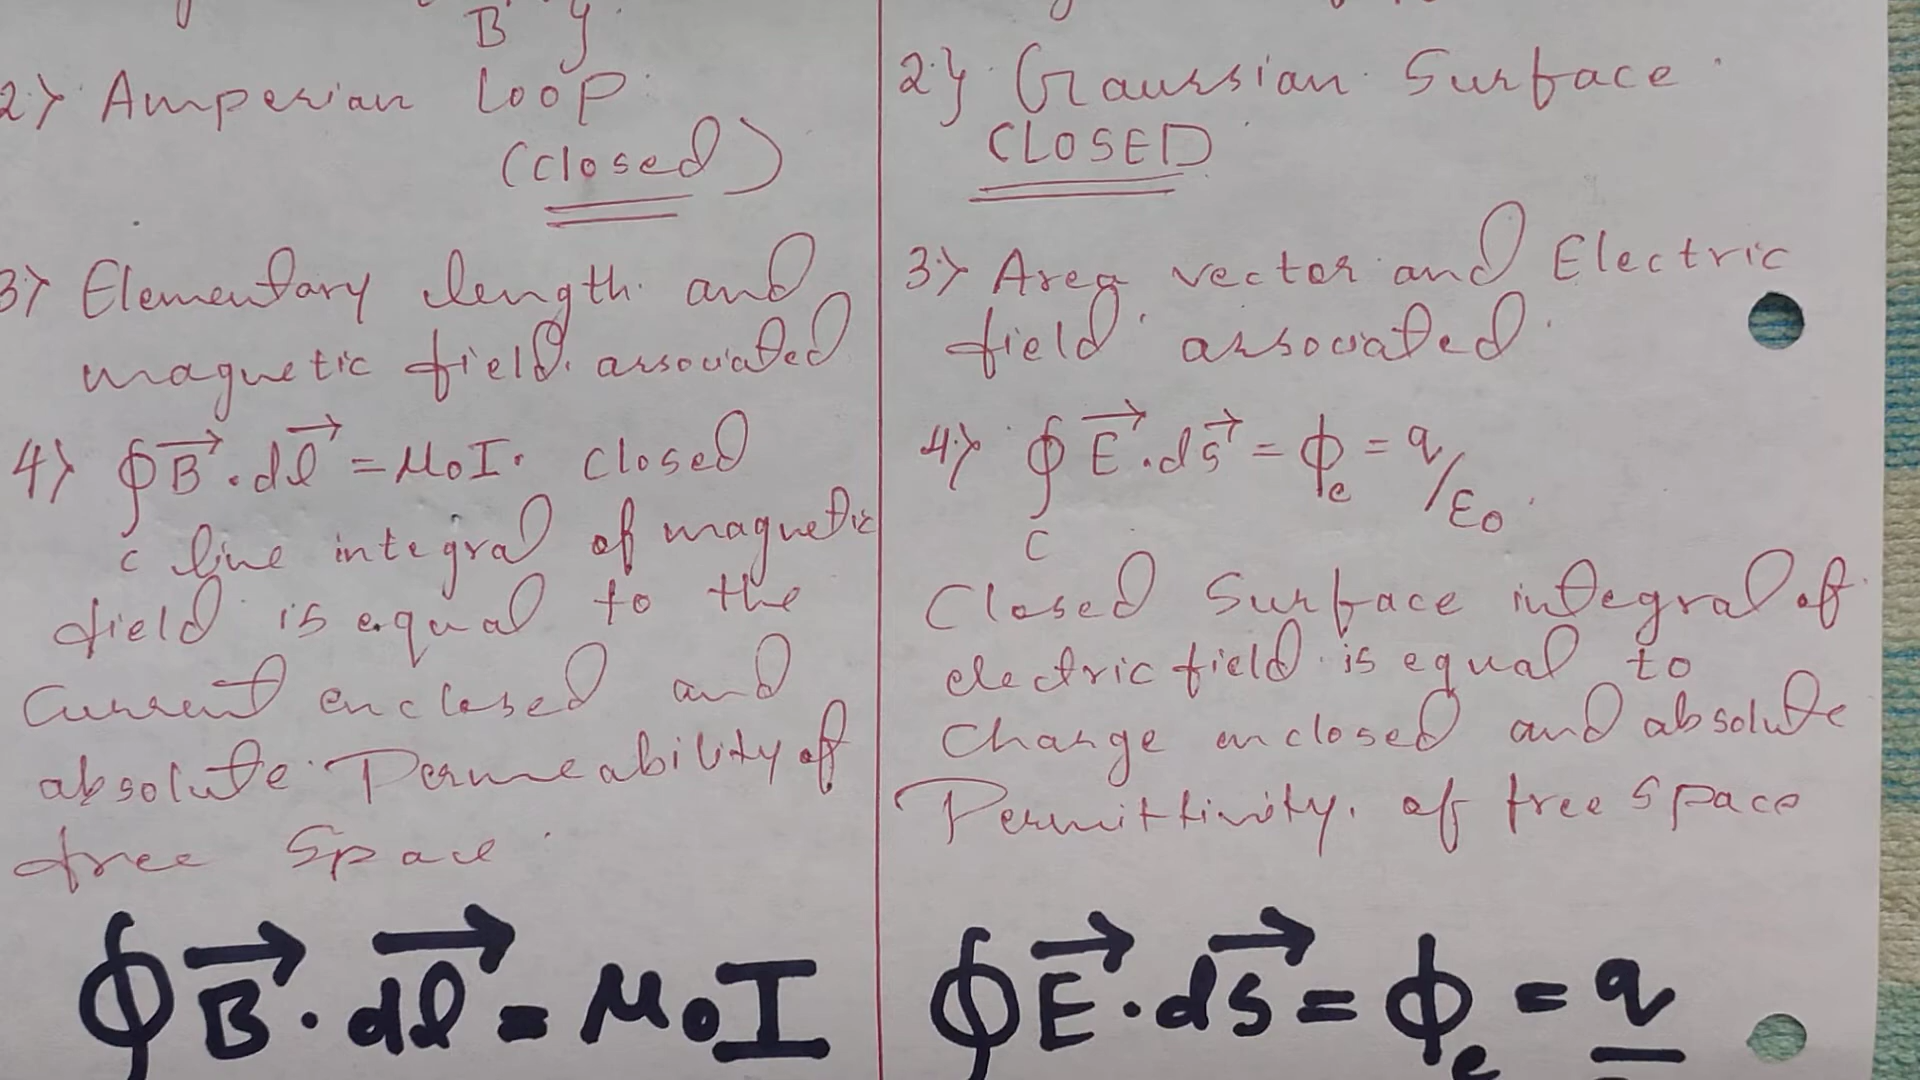 B y
2) Amperian Loop
(closed)
3) Elementary length and
magnetic field associated
4) ∮B⃗.dl⃗ = μ₀I. closed
c line integral of magnetic
field is equal to the
current enclosed and
absolute Permeability of
free Space.
∮B⃗.dl⃗ = μ₀I
2} Gaussian Surface
CLOSED
3) Area vector and Electric
field associated.
4) ∮E⃗.ds⃗ = ϕe = q/ε₀.
C
Closed Surface integral of
electric field is equal to
charge enclosed and absolute
Permittivity. of free space
∮E⃗.ds⃗ = ϕe = q